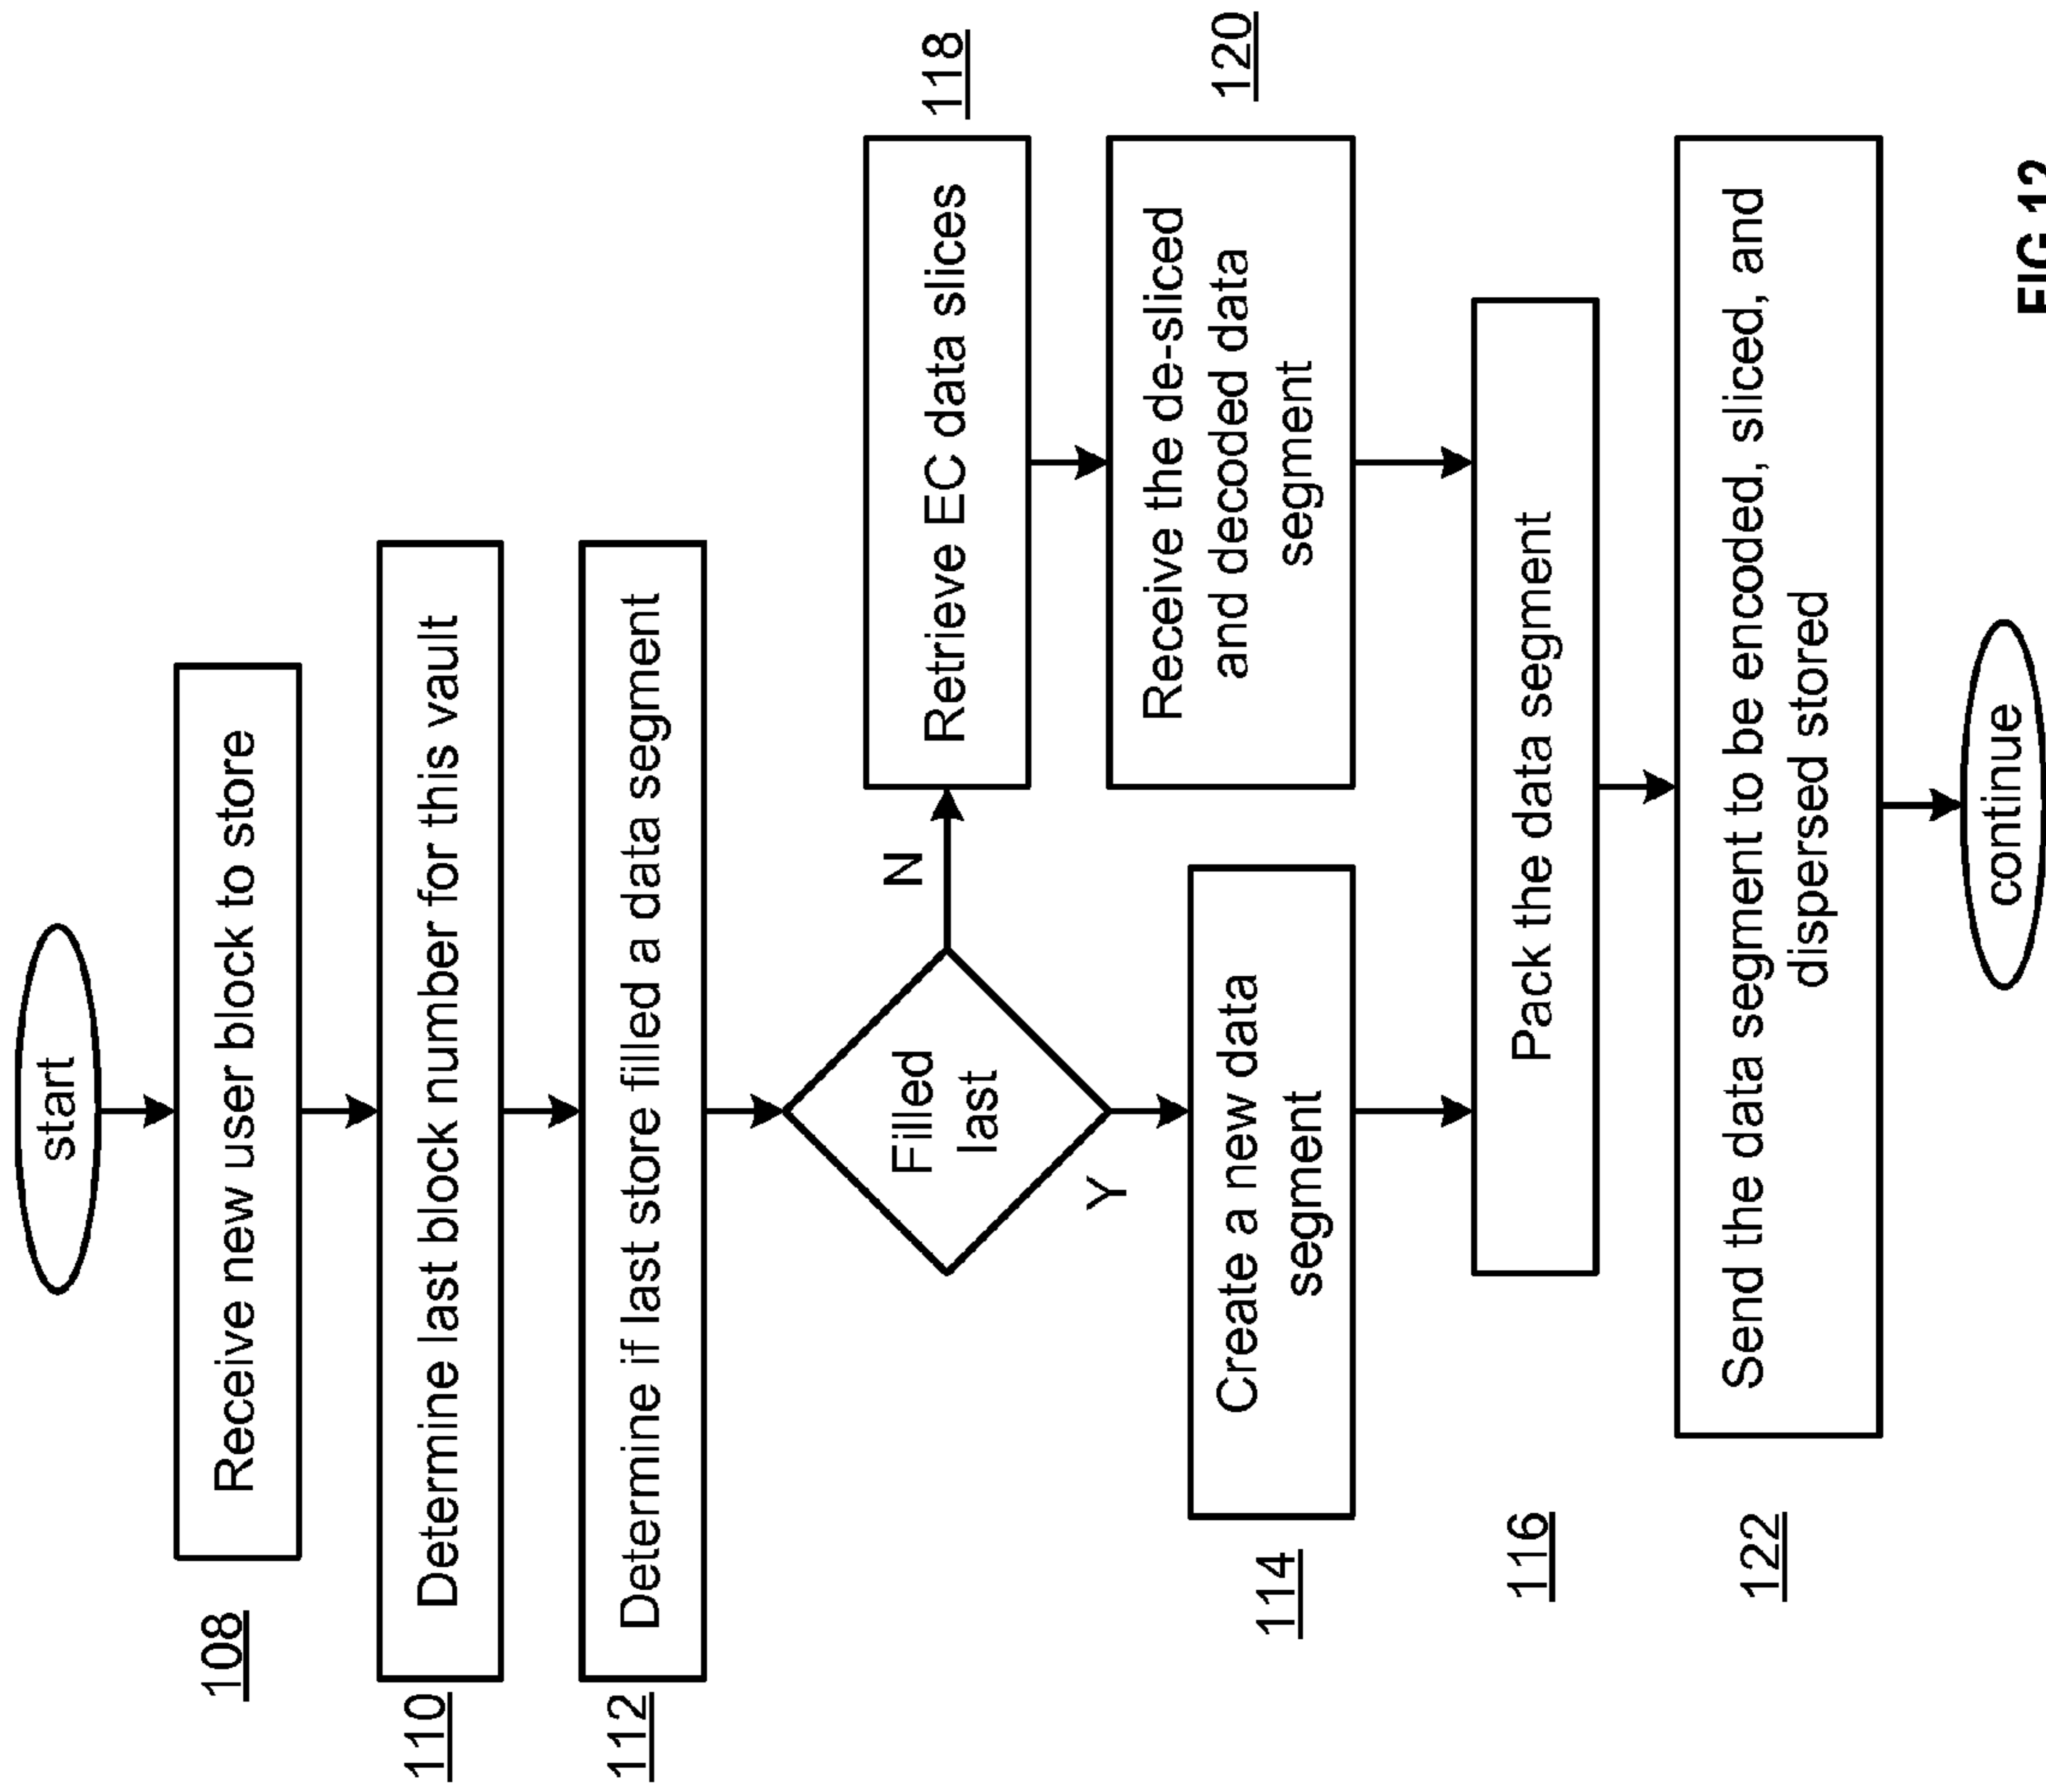 start
108
Receive new user block to store
110
Determine last block number for this vault
112
Determine if last store filled a data segment
Filled
last
N
Y
118
Retrieve EC data slices
120
Receive the de-sliced
and decoded data
segment
114
Create a new data
segment
116
Pack the data segment
122
Send the data segment to be encoded, sliced, and
dispersed stored
continue
FIG 12